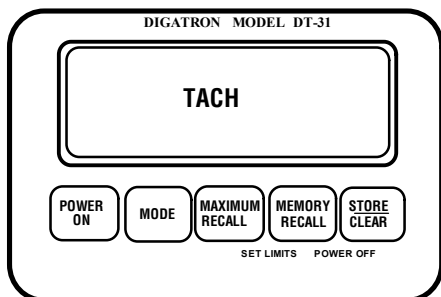 DIGATRON MODEL DT-31
TACH
POWER ON
MODE
MAXIMUM RECALL
MEMORY RECALL
STORE CLEAR
SET LIMITS POWER OFF